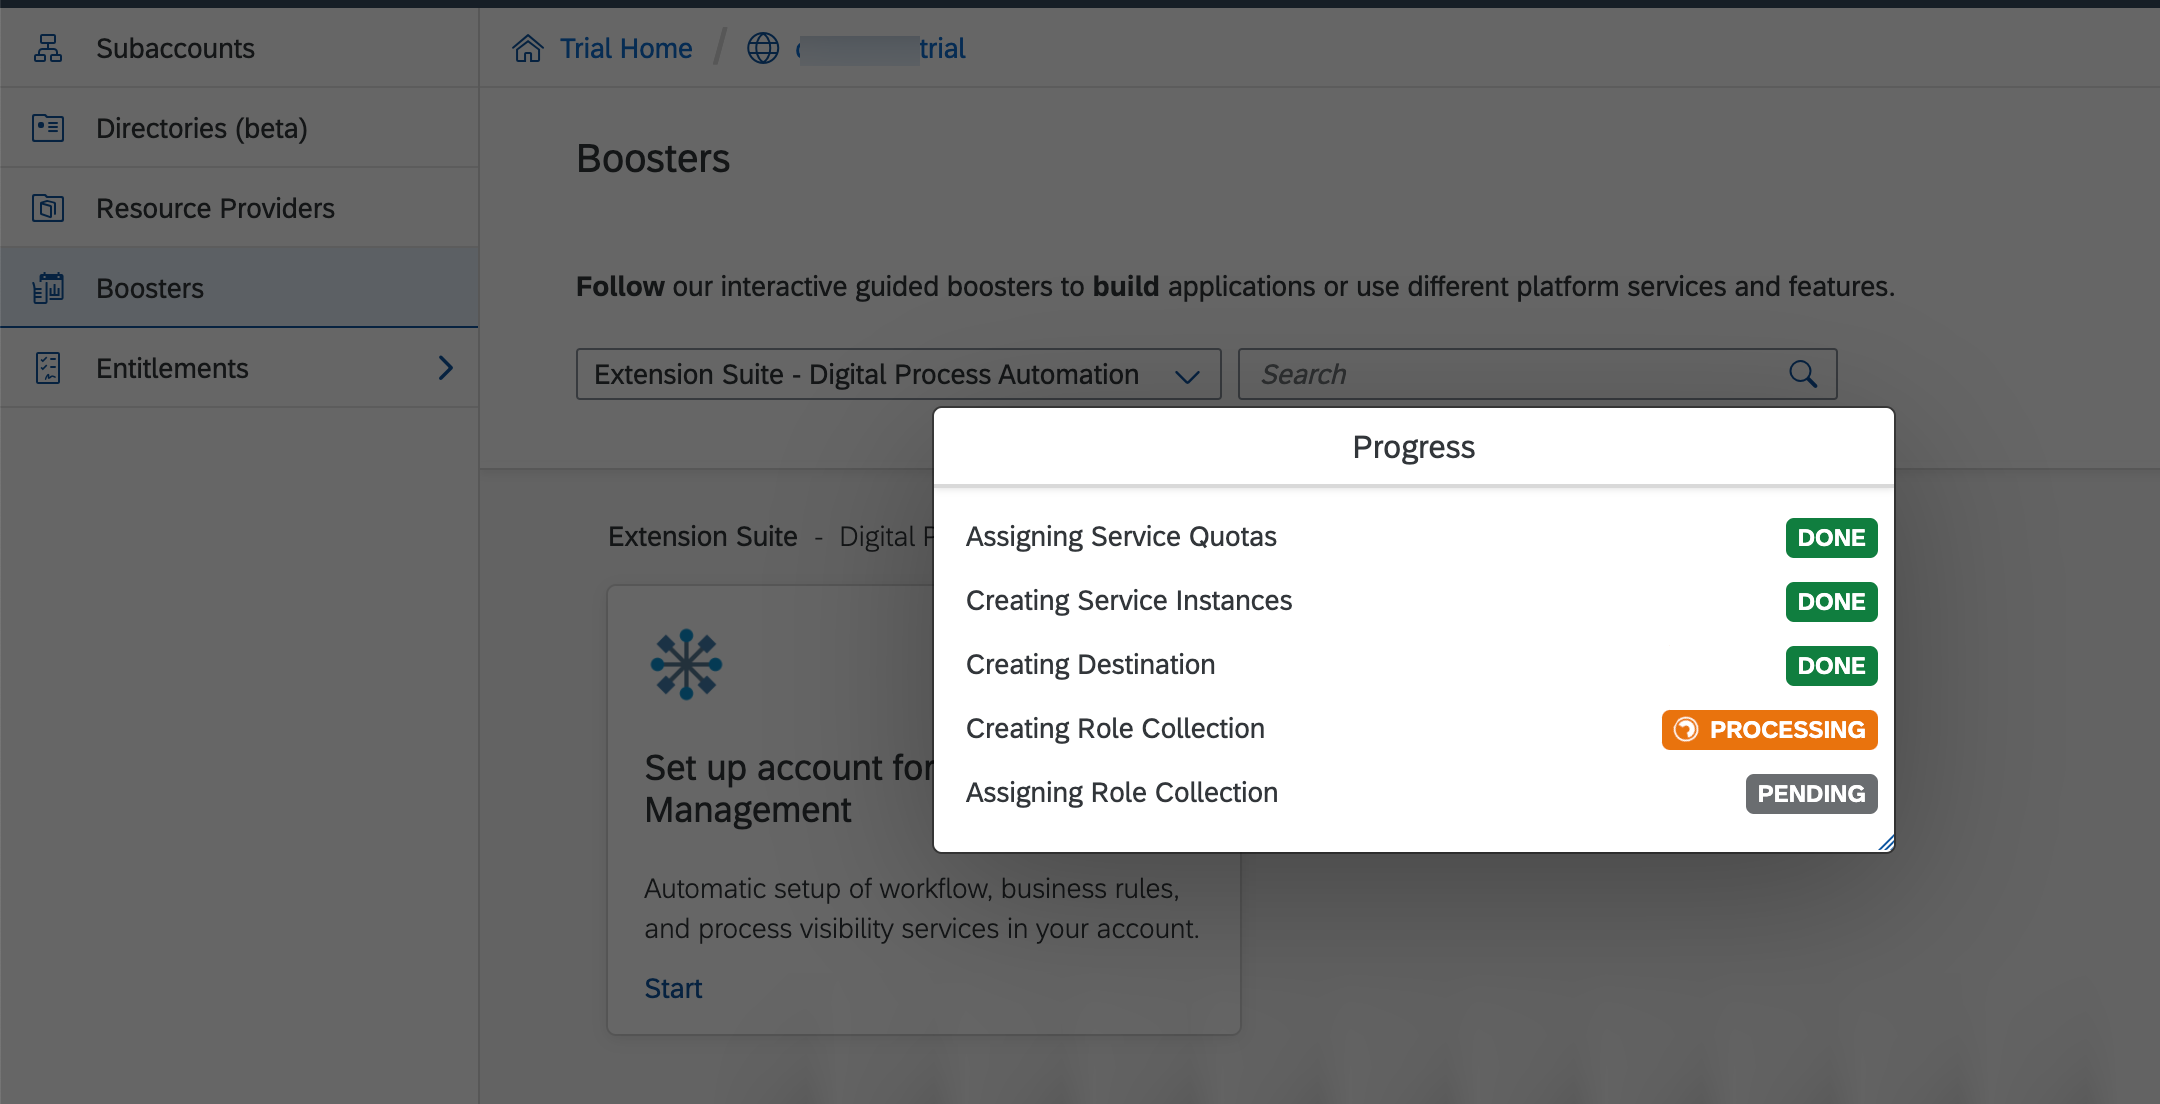 Subaccounts
Directories (beta)
Resource Providers
Boosters
Entitlements
Trial Home / trial
Boosters
Follow our interactive guided boosters to build applications or use different platform services and features.
Extension Suite - Digital Process Automation
Search
Progress
Assigning Service Quotas DONE
Creating Service Instances DONE
Creating Destination DONE
Creating Role Collection PROCESSING
Assigning Role Collection PENDING
Extension Suite - Digital
Set up account for
Management
Automatic setup of workflow, business rules,
and process visibility services in your account.
Start